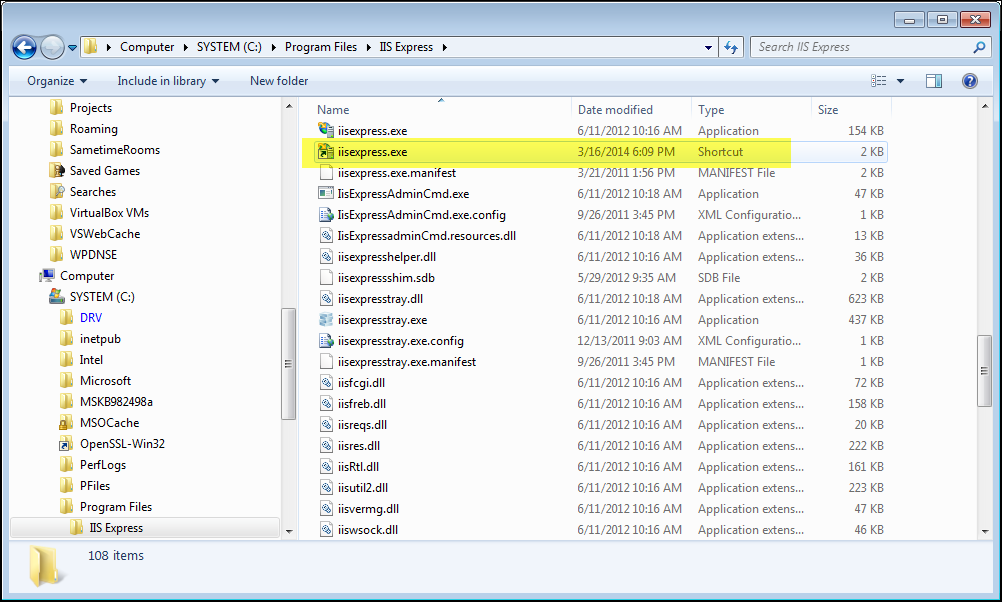 Computer SYSTEM (C:) Program Files IIS Express
Search IIS Express
Organize Include in library New folder
Projects
Roaming
SametimeRooms
Saved Games
Searches
VirtualBox VMs
VSWebCache
WPDNSE
Computer
SYSTEM (C:)
DRV
inetpub
Intel
Microsoft
MSKB982498a
MSOCache
OpenSSL-Win32
PerfLogs
PFiles
Program Files
IIS Express
Name Date modified Type Size
iisexpress.exe 6/11/2012 10:16 AM Application 154 KB
iisexpress.exe 3/16/2014 6:09 PM Shortcut 2 KB
iisexpress.exe.manifest 3/21/2011 1:56 PM MANIFEST File 2 KB
IisExpressAdminCmd.exe 6/11/2012 10:18 AM Application 47 KB
IisExpressAdminCmd.exe.config 9/26/2011 3:45 PM XML Configuratio... 1 KB
IisExpressadminCmd.resources.dll 6/11/2012 10:18 AM Application extens... 13 KB
iisexpresshelper.dll 6/11/2012 10:16 AM Application extens... 36 KB
iisexpressshim.sdb 5/29/2012 9:35 AM SDB File 2 KB
iisexpresstray.dll 6/11/2012 10:18 AM Application extens... 623 KB
iisexpresstray.exe 6/11/2012 10:16 AM Application 437 KB
iisexpresstray.exe.config 12/13/2011 9:03 AM XML Configuratio... 1 KB
iisexpresstray.exe.manifest 9/26/2011 3:45 PM MANIFEST File 1 KB
iisfcgi.dll 6/11/2012 10:16 AM Application extens... 72 KB
iisfreb.dll 6/11/2012 10:16 AM Application extens... 158 KB
iisreqs.dll 6/11/2012 10:16 AM Application extens... 20 KB
iisres.dll 6/11/2012 10:16 AM Application extens... 222 KB
iisRtl.dll 6/11/2012 10:16 AM Application extens... 161 KB
iisutil2.dll 6/11/2012 10:16 AM Application extens... 223 KB
iisvermg.dll 6/11/2012 10:16 AM Application extens... 47 KB
iiswsock.dll 6/11/2012 10:16 AM Application extens... 46 KB
108 items